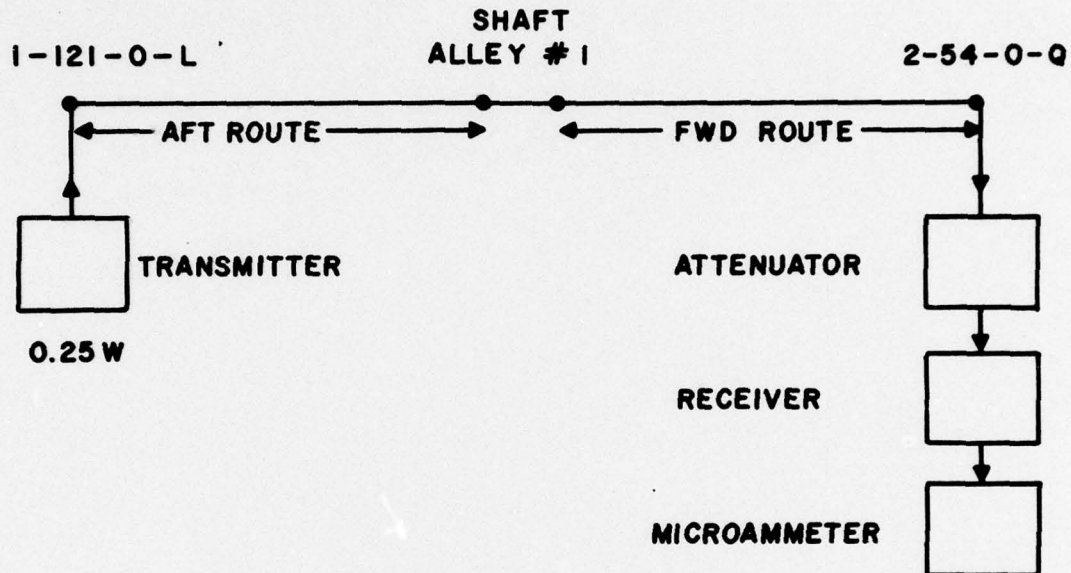 SHAFT
ALLEY # 1
1-121-0-L
2-54-0-Q
AFT ROUTE
FWD ROUTE
TRANSMITTER
ATTENUATOR
0.25 W
RECEIVER
MICROAMMETER